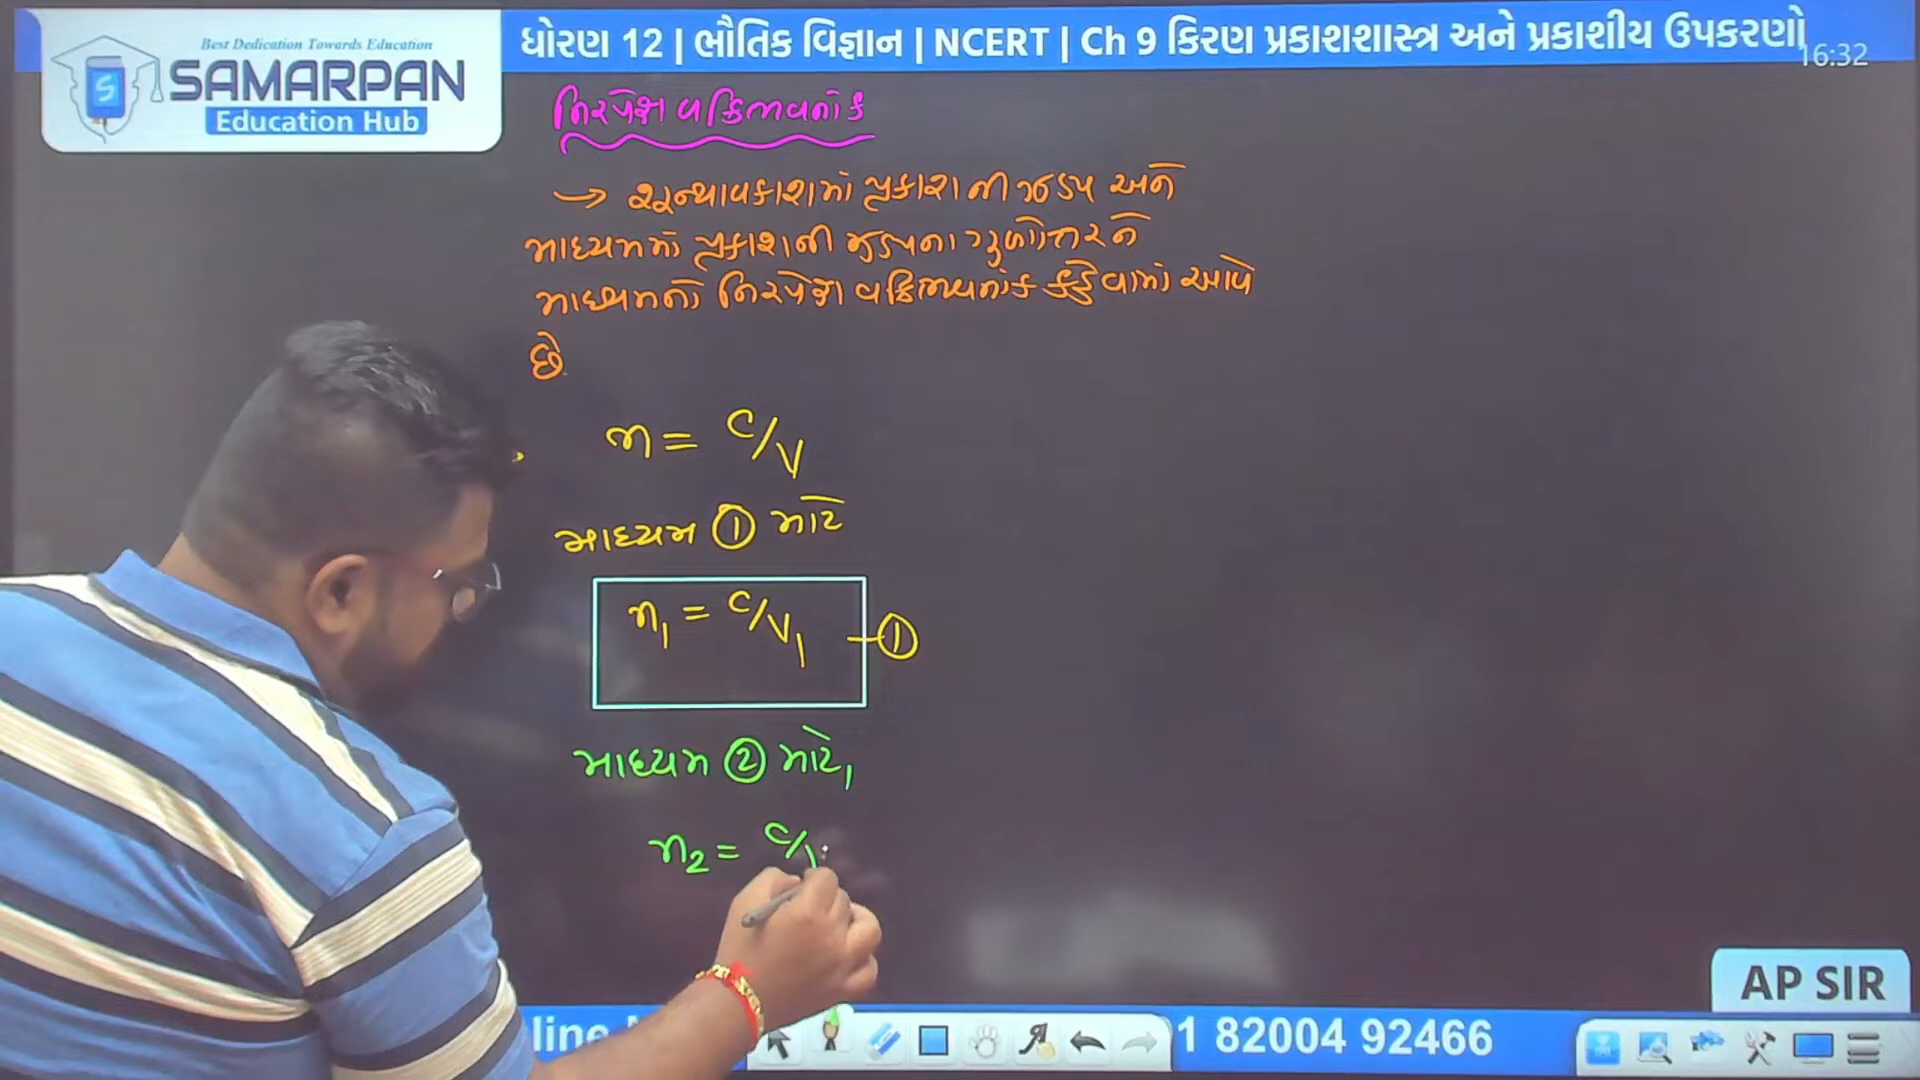 Best Dedication Towards Education
SAMARPAN
Education Hub
ધોરણ 12 | ભૌતિક વિજ્ઞાન | NCERT | Ch 9 કિરણ પ્રકાશશાસ્ત્ર અને પ્રકાશીય ઉપકરણો
16:32
નિરપેક્ષ વક્રીભવનાંક
→ શૂન્યાવકાશમાં પ્રકાશની ઝડપ અને
માધ્યમમાં પ્રકાશની ઝડપના ગુણોત્તરને
માધ્યમનો નિરપેક્ષ વક્રીભવનાંક કહેવામાં આવે
છે.
n = c/v
માધ્યમ ① માટે
n₁ = c/v₁ —①
માધ્યમ ② માટે,
n₂ = c/
AP SIR
line
1 82004 92466